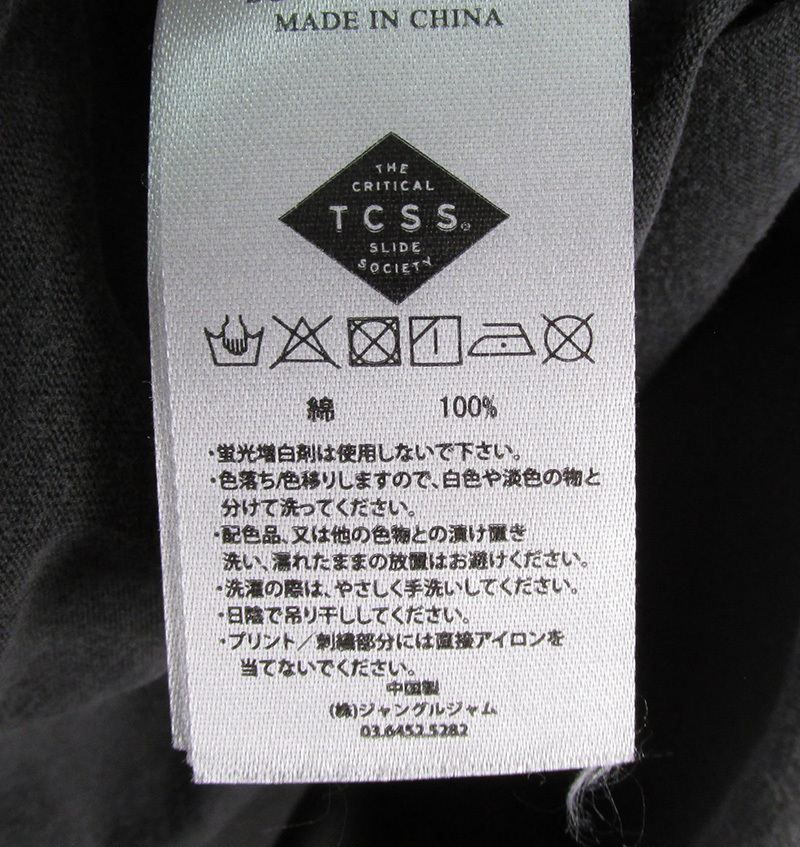 MADE IN CHINA
THE
CRITICAL
TCSS®
SLIDE
SOCIETY
綿 100%
・蛍光増白剤は使用しないで下さい。
・色落ち/色移りしますので、白色や淡色の物と
分けて洗ってください。
・配色品、又は他の色物との漬け置き
洗い、濡れたままの放置はお避けください。
・洗濯の際は、やさしく手洗いしてください。
・日陰で吊り干ししてください。
・プリント／刺繍部分には直接アイロンを
当てないでください。
中国製
(株)ジャングルジャム
03.6452.5282